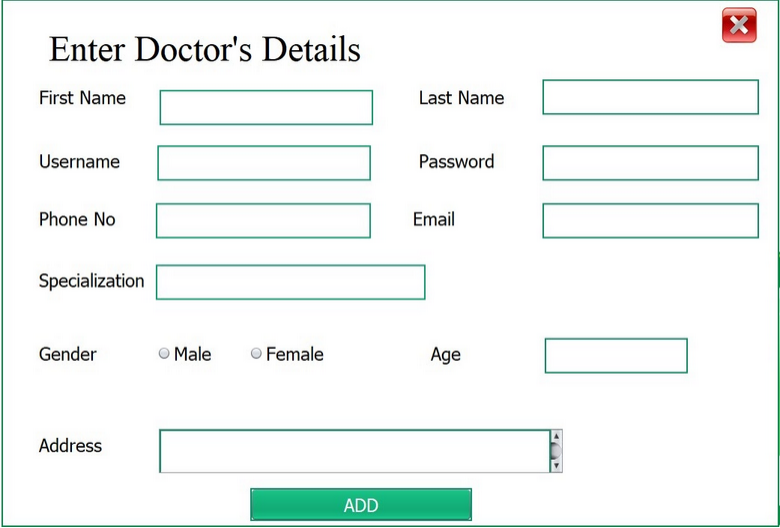 Enter Doctor's Details
First Name Last Name
Username Password
Phone No Email
Specialization
Gender Male Female Age
Address
ADD